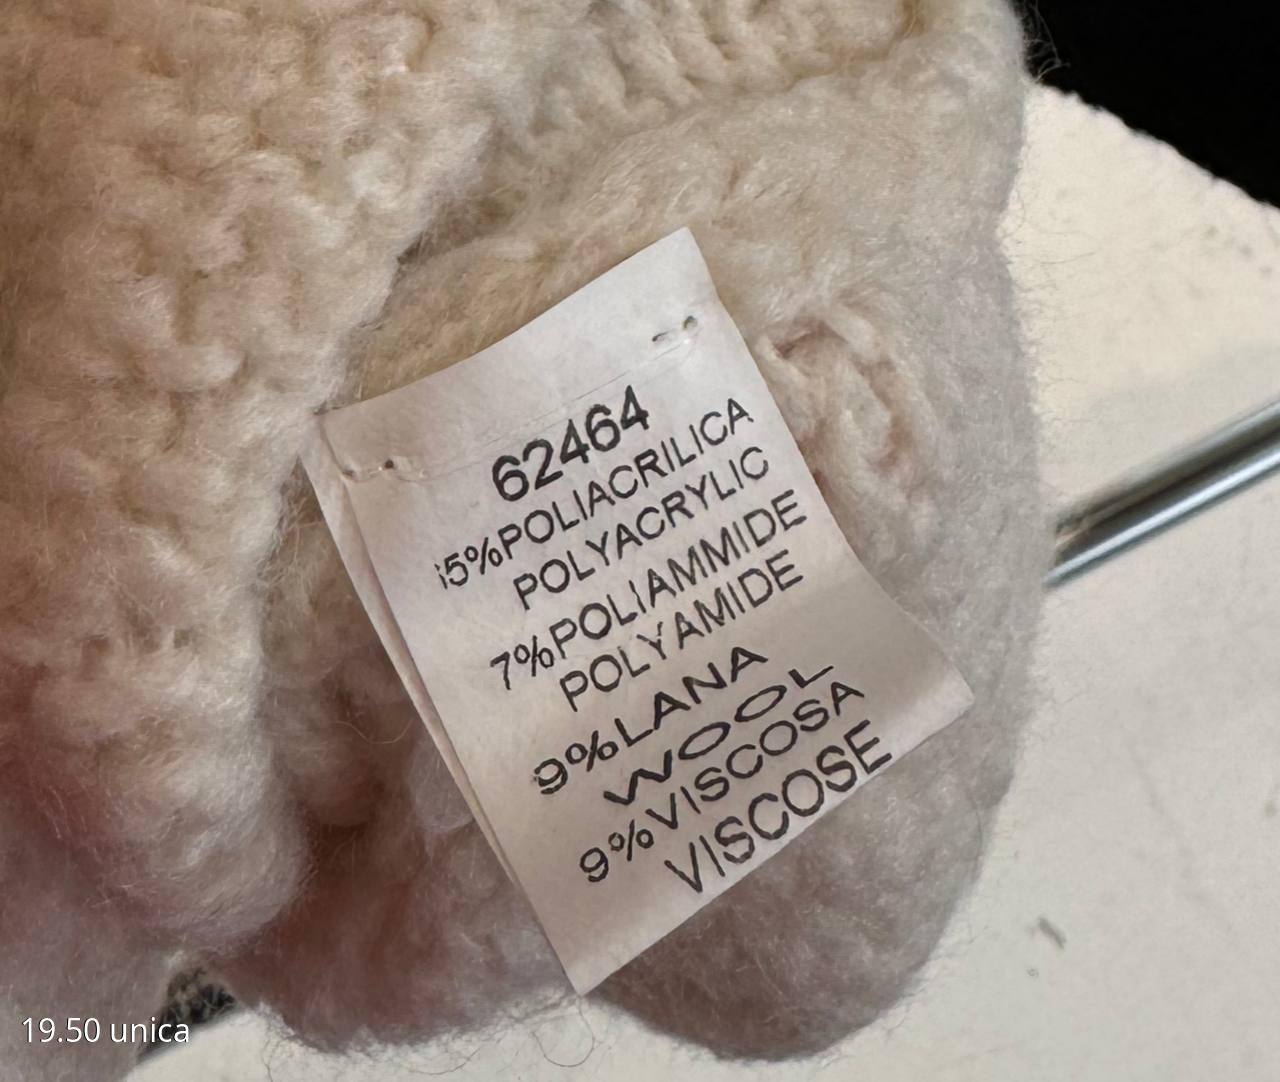 62464
5%POLIACRILICA
POLYACRYLIC
7%POLIAMMIDE
POLYAMIDE
9%LANA
WOOL
9%VISCOSA
VISCOSE
19.50 unica